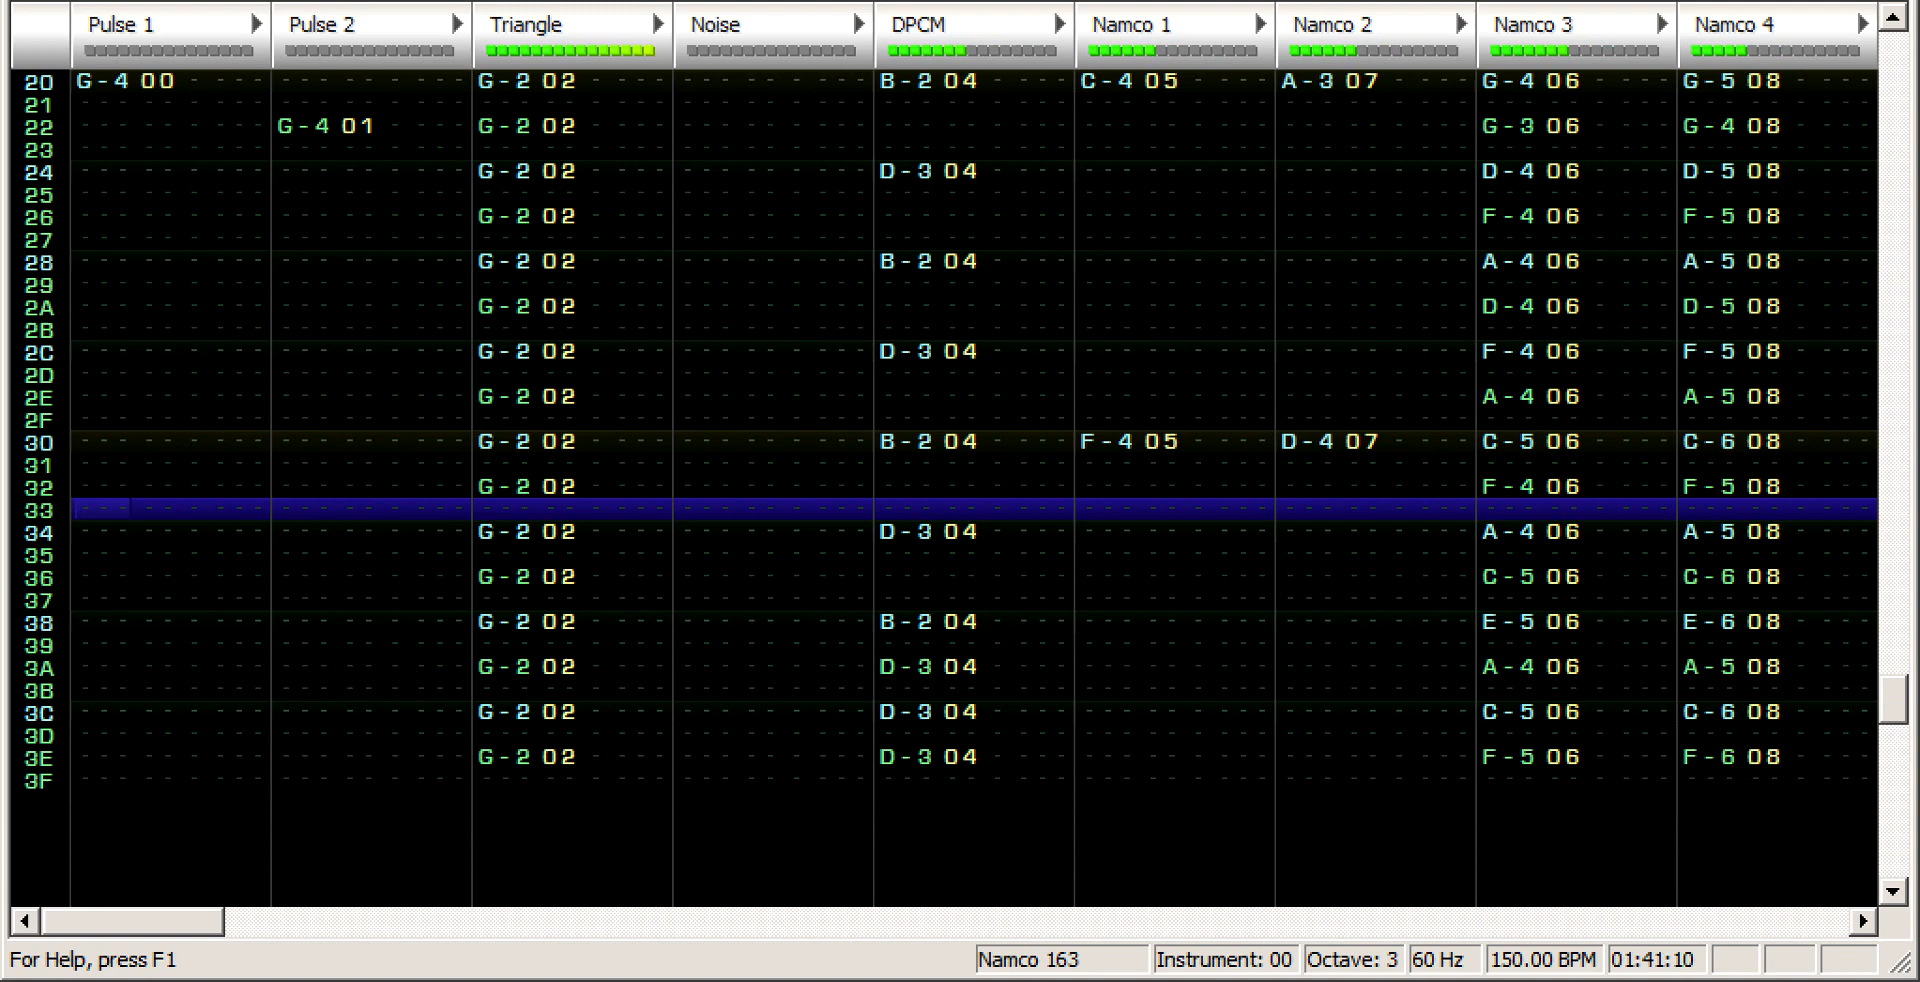 Pulse 1 Pulse 2 Triangle Noise DPCM Namco 1 Namco 2 Namco 3 Namco 4
20 G-4 00 G-2 02 B-2 04 C-4 05 A-3 07 G-4 06 G-5 08
21
22 G-4 01 G-2 02 G-3 06 G-4 08
23
24 G-2 02 D-3 04 D-4 06 D-5 08
25
26 G-2 02 F-4 06 F-5 08
27
28 G-2 02 B-2 04 A-4 06 A-5 08
29
2A G-2 02 D-4 06 D-5 08
2B
2C G-2 02 D-3 04 F-4 06 F-5 08
2D
2E G-2 02 A-4 06 A-5 08
2F
30 G-2 02 B-2 04 F-4 05 D-4 07 C-5 06 C-6 08
31
32 G-2 02 F-4 06 F-5 08
33
34 G-2 02 D-3 04 A-4 06 A-5 08
35
36 G-2 02 C-5 06 C-6 08
37
38 G-2 02 B-2 04 E-5 06 E-6 08
39
3A G-2 02 D-3 04 A-4 06 A-5 08
3B
3C G-2 02 D-3 04 C-5 06 C-6 08
3D
3E G-2 02 D-3 04 F-5 06 F-6 08
3F
For Help, press F1 Namco 163 Instrument: 00 Octave: 3 60 Hz 150.00 BPM 01:41:10